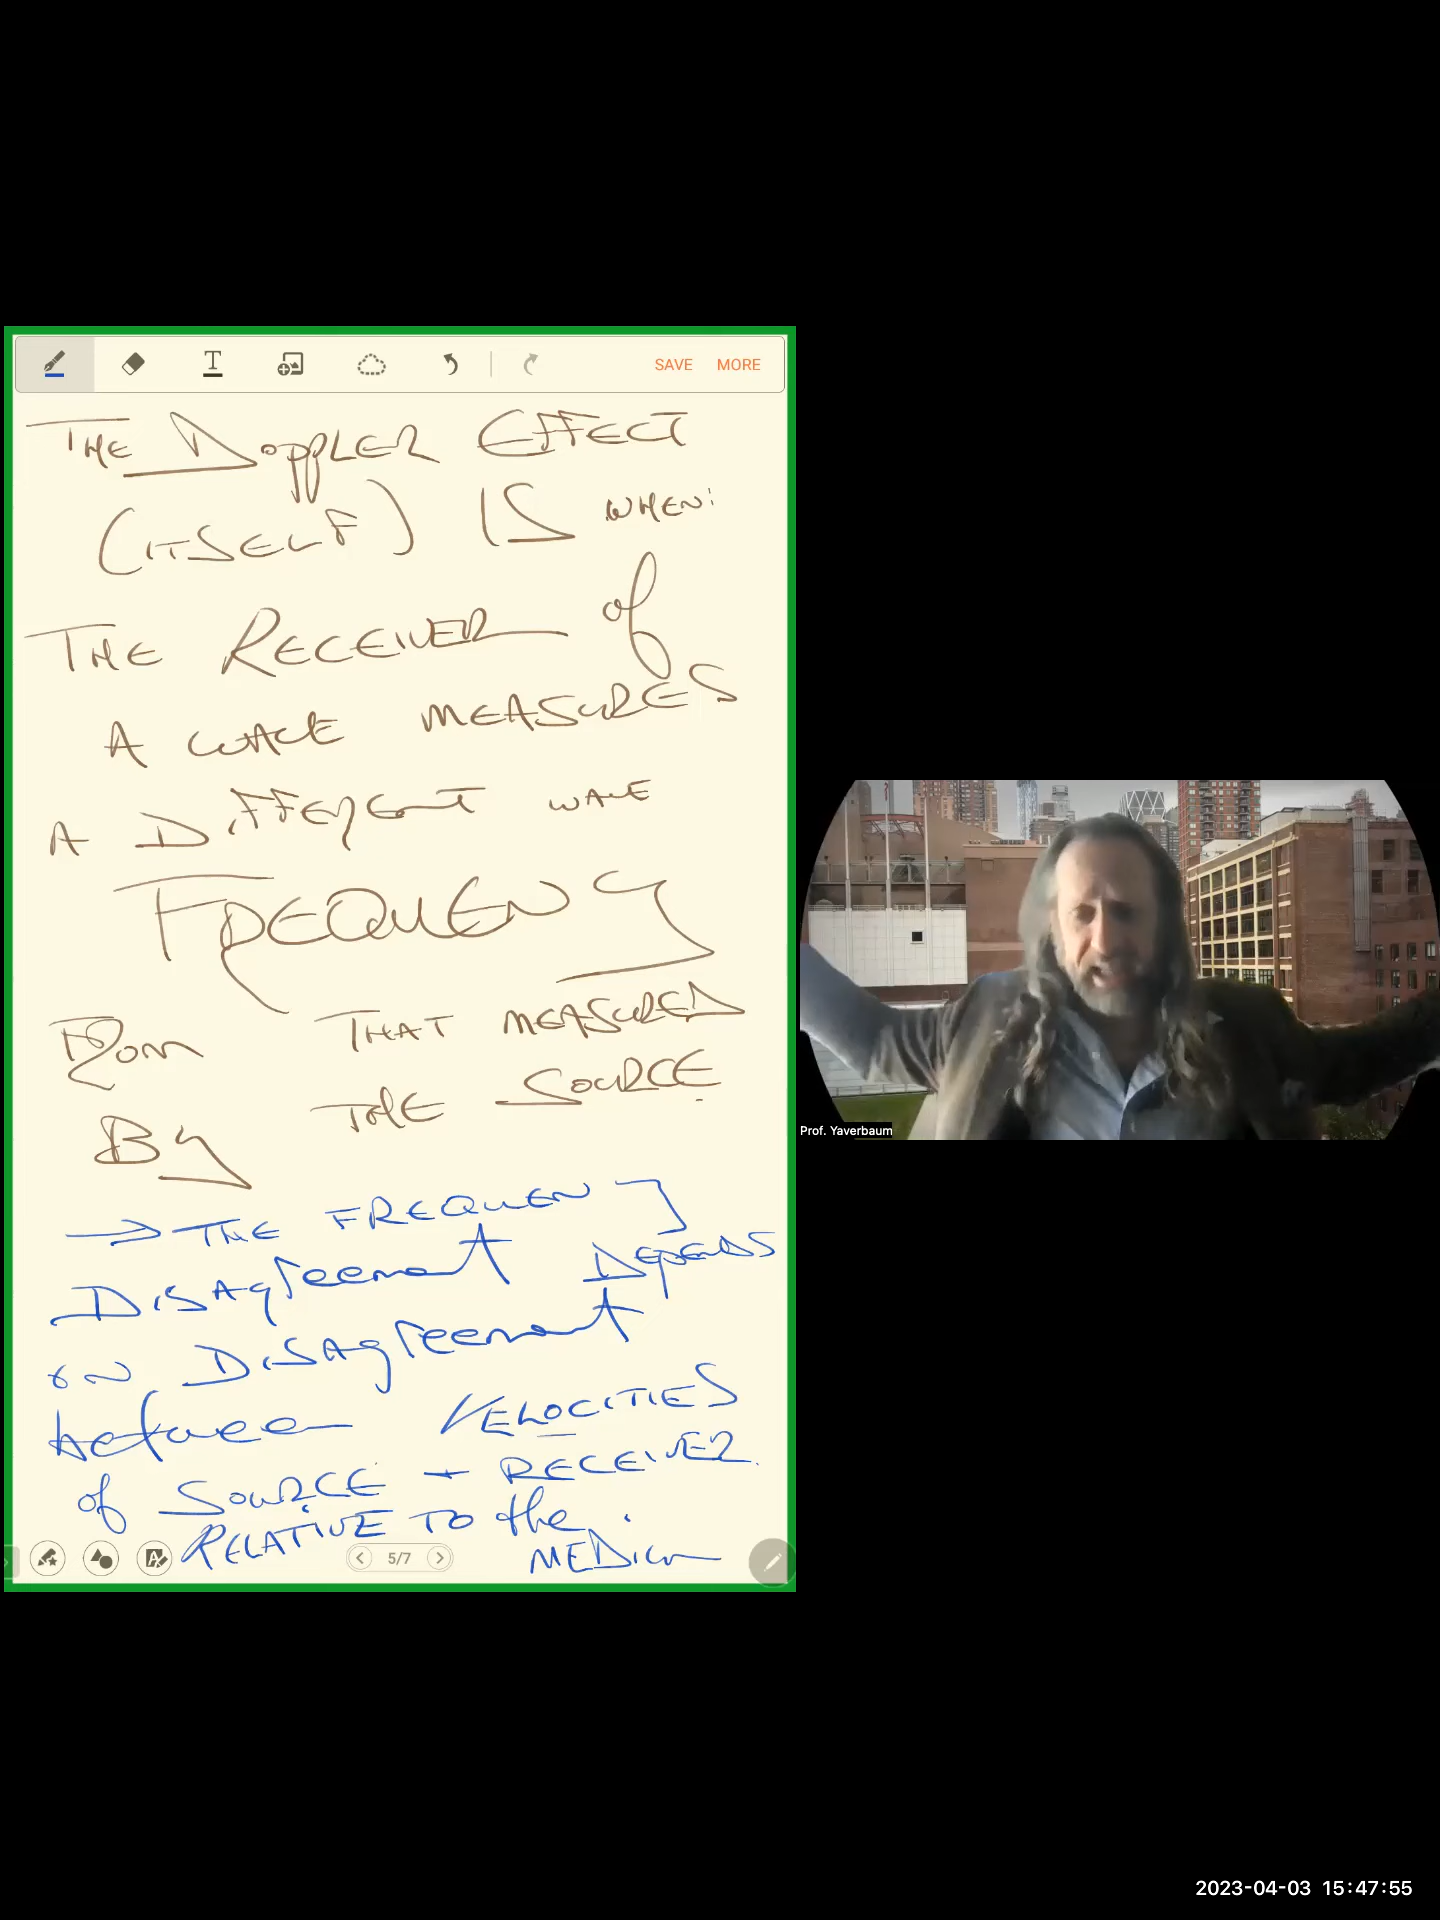 SAVE MORE
THE DOPPLER EFFECT
(ITSELF) IS WHEN:
THE RECEIVER of
A WAVE MEASURES
A DIFFERENT WAVE
FREQUENCY
FROM THAT MEASURED
BY THE SOURCE.
→ THE FREQUENCY
DISAgreement DEPENDS
ON DISAgreement
between VELOCITIES
of SOURCE + RECEIVER
RELATIVE TO the
MEDIUM
5/7
Prof. Yaverbaum
2023-04-03 15:47:55